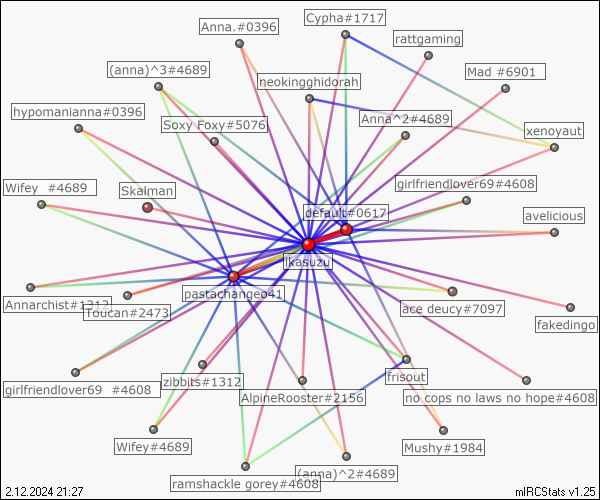 Cypha#1717
Anna.#0396
rattgaming
(anna)^3#4689
neokingghidorah
Mad #6901
hypomanianna#0396
Soxy Foxy#5076
Anna^2#4689
xenoyaut
Wifey #4689
Skalman
girlfriendlover69#4608
default#0617
avelicious
likasuzu
Annarchist#1312
Toucan#2473
pastachangeo41
ace deucy#7097
fakedingo
girlfriendlover69 #4608
zibbits#1312
AlpineRooster#2156
frisout
no cops no laws no hope#4608
Wifey#4689
Mushy#1984
ramshackle gorey#4608
(anna)^2#4689
2.12.2024 21:27
mIRCStats v1.25